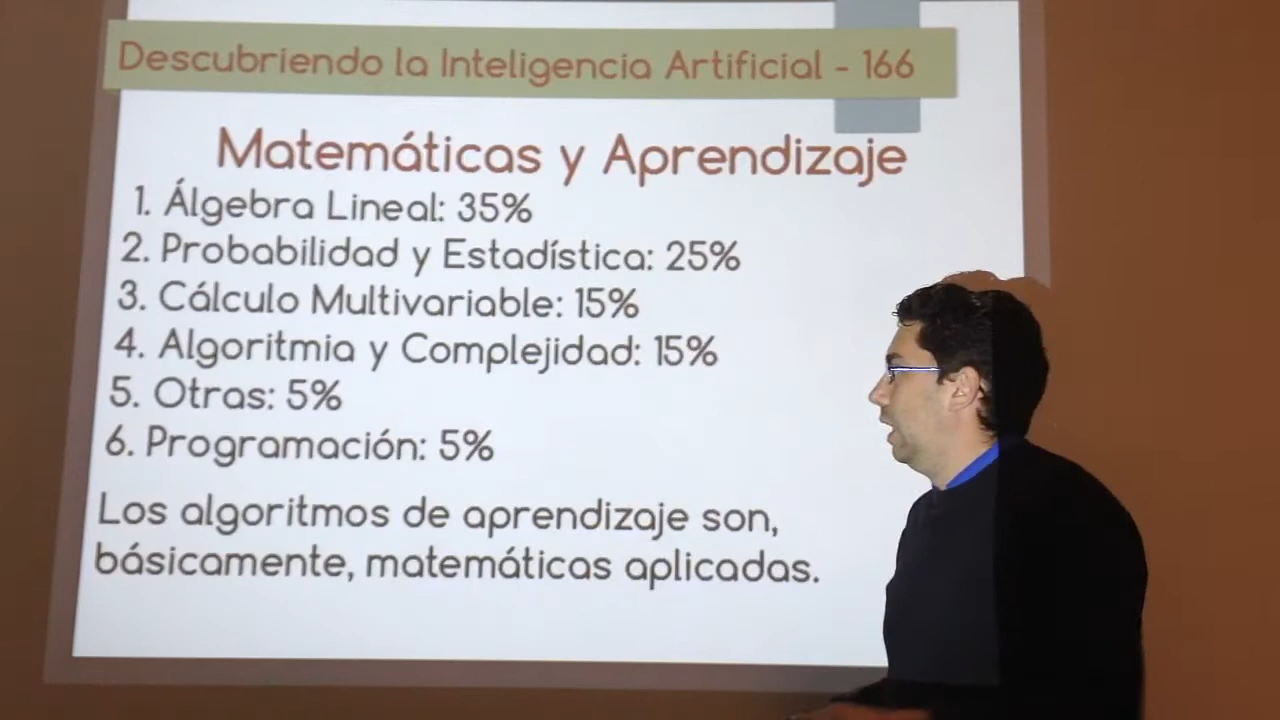 Descubriendo la Inteligencia Artificial - 166
Matemáticas y Aprendizaje
1. Álgebra Lineal: 35%
2. Probabilidad y Estadística: 25%
3. Cálculo Multivariable: 15%
4. Algoritmia y Complejidad: 15%
5. Otras: 5%
6. Programación: 5%
Los algoritmos de aprendizaje son,
básicamente, matemáticas aplicadas.